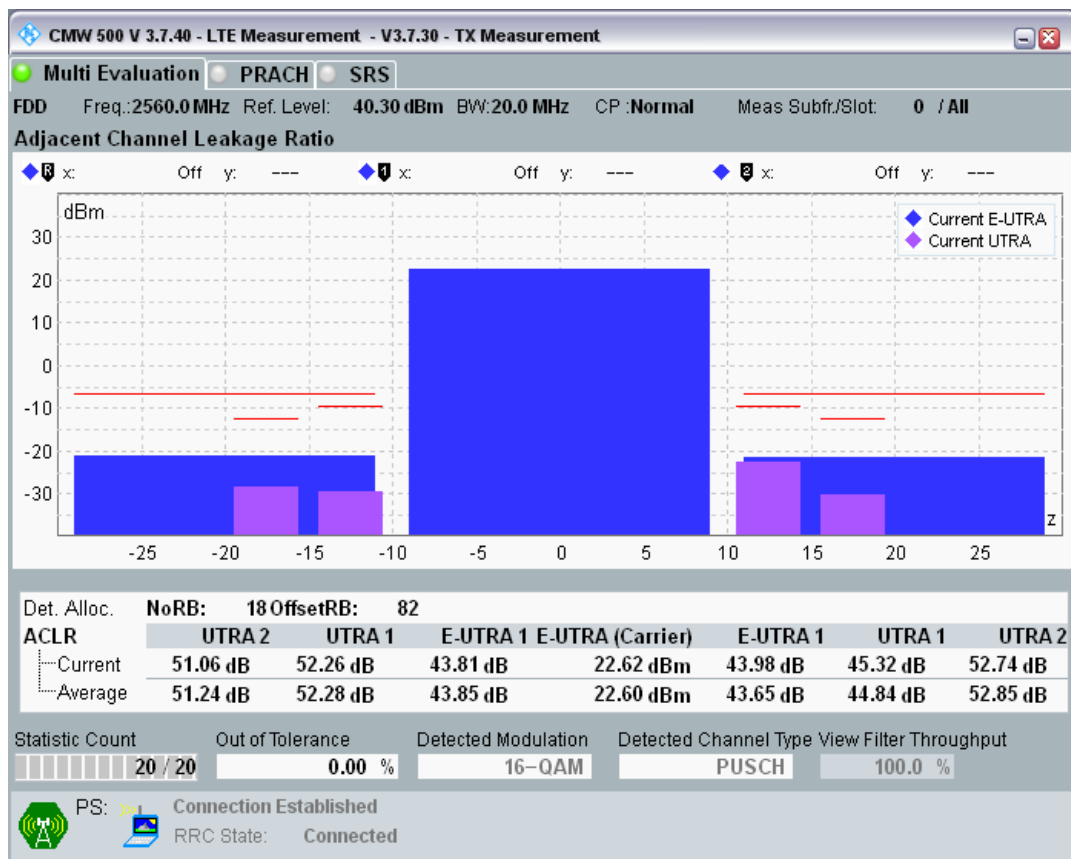 CMW 500 V 3.7.40 - LTE Measurement - V3.7.30 - TX Measurement
Multi Evaluation PRACH SRS
FDD Freq.:2560.0 MHz Ref. Level: 40.30 dBm BW:20.0 MHz CP :Normal Meas Subfr./Slot: 0 / All
Adjacent Channel Leakage Ratio
R x: Off y: --- 1 x: Off y: --- 2 x: Off y: ---
dBm
Current E-UTRA
Current UTRA
30
20
10
0
-10
-20
-30
z
-25 -20 -15 -10 -5 0 5 10 15 20 25
Det. Alloc. NoRB: 18 OffsetRB: 82
ACLR UTRA 2 UTRA 1 E-UTRA 1 E-UTRA (Carrier) E-UTRA 1 UTRA 1 UTRA 2
Current 51.06 dB 52.26 dB 43.81 dB 22.62 dBm 43.98 dB 45.32 dB 52.74 dB
Average 51.24 dB 52.28 dB 43.85 dB 22.60 dBm 43.65 dB 44.84 dB 52.85 dB
Statistic Count Out of Tolerance Detected Modulation Detected Channel Type View Filter Throughput
20 / 20 0.00 % 16-QAM PUSCH 100.0 %
PS: Connection Established
RRC State: Connected